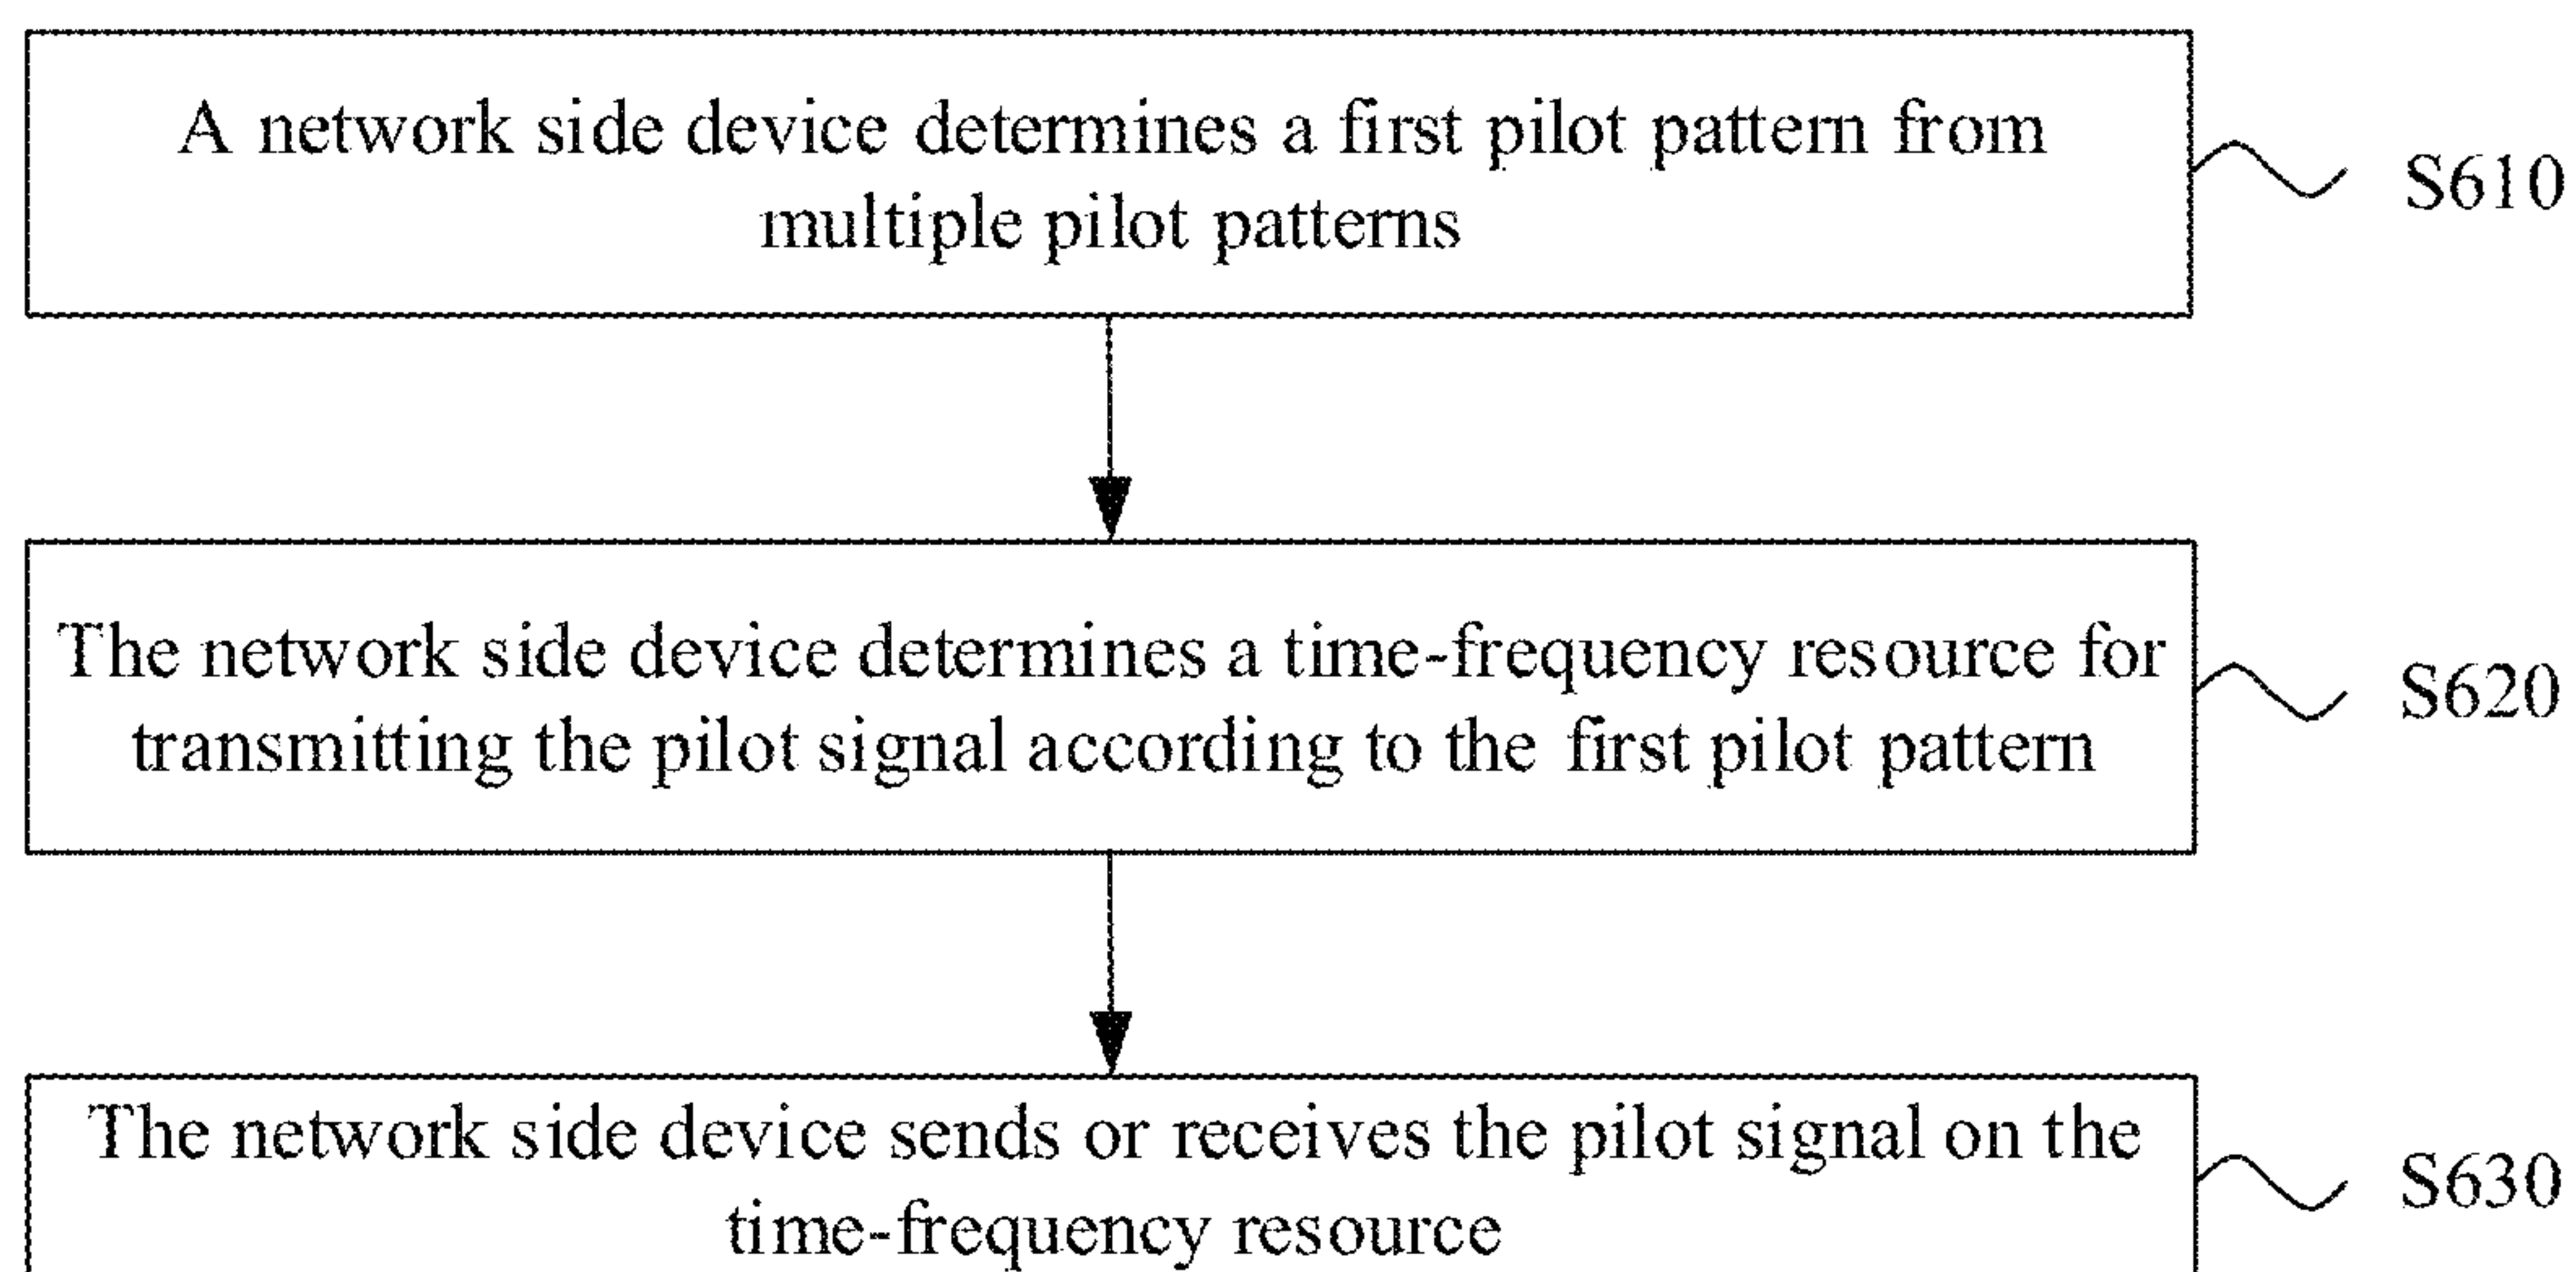 A network side device determines a first pilot pattern from
multiple pilot patterns
S610
The network side device determines a time-frequency resource for
transmitting the pilot signal according to the first pilot pattern
S620
The network side device sends or receives the pilot signal on the
time-frequency resource
S630